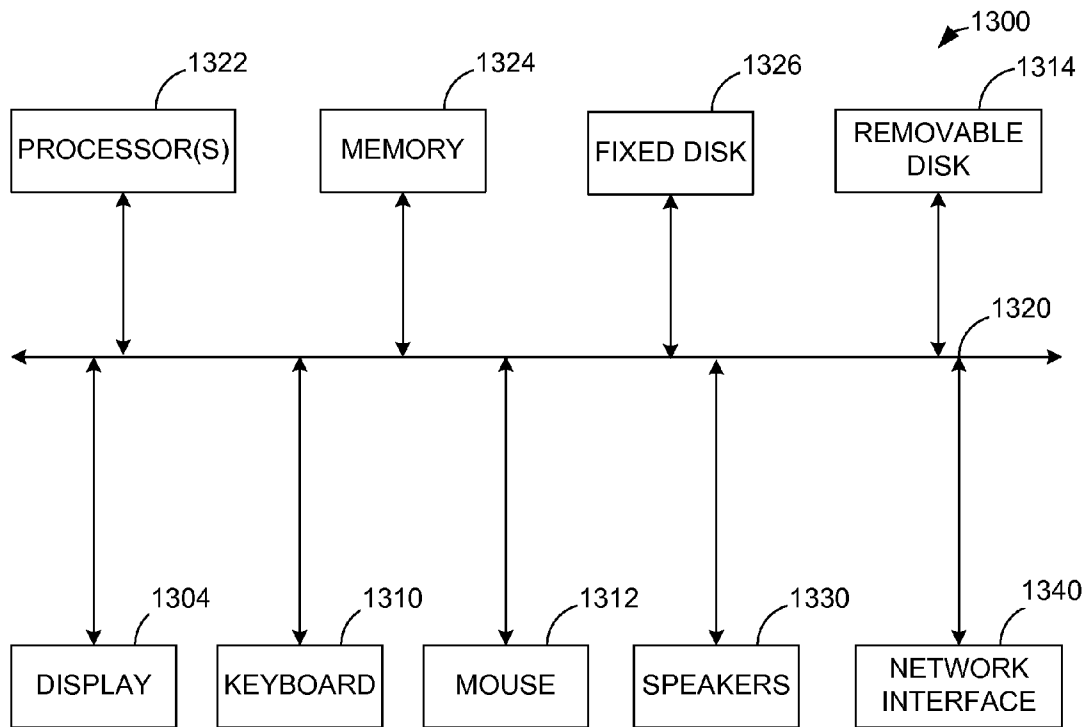 1300
1322
1324
1326
1314
PROCESSOR(S)
MEMORY
FIXED DISK
REMOVABLE
DISK
1320
1304
1310
1312
1330
1340
DISPLAY
KEYBOARD
MOUSE
SPEAKERS
NETWORK
INTERFACE